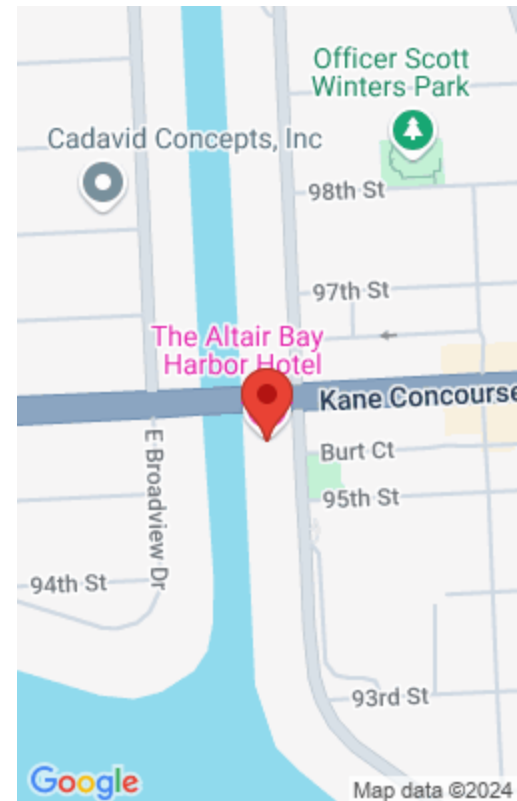 Officer Scott
Winters Park
Cadavid Concepts, Inc
98th St
97th St
The Altair Bay
Harbor Hotel
Kane Concourse
Burt Ct
95th St
E Broadview Dr
94th St
93rd St
Google
Map data ©2024